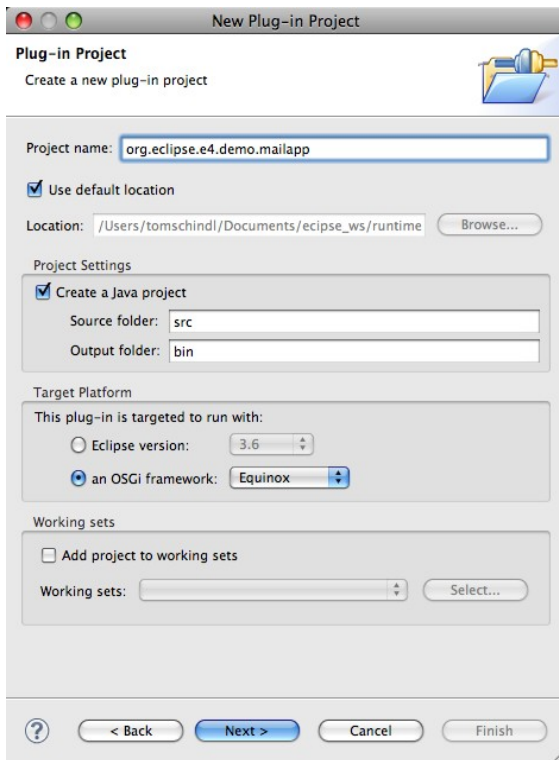 New Plug-in Project
Plug-in Project
Create a new plug-in project
Project name: org.eclipse.e4.demo.mailapp
Use default location
Location: /Users/tomschindl/Documents/ecipse_ws/runtime Browse...
Project Settings
Create a Java project
Source folder: src
Output folder: bin
Target Platform
This plug-in is targeted to run with:
Eclipse version: 3.6
an OSGi framework: Equinox
Working sets
Add project to working sets
Working sets: Select...
? < Back Next > Cancel Finish